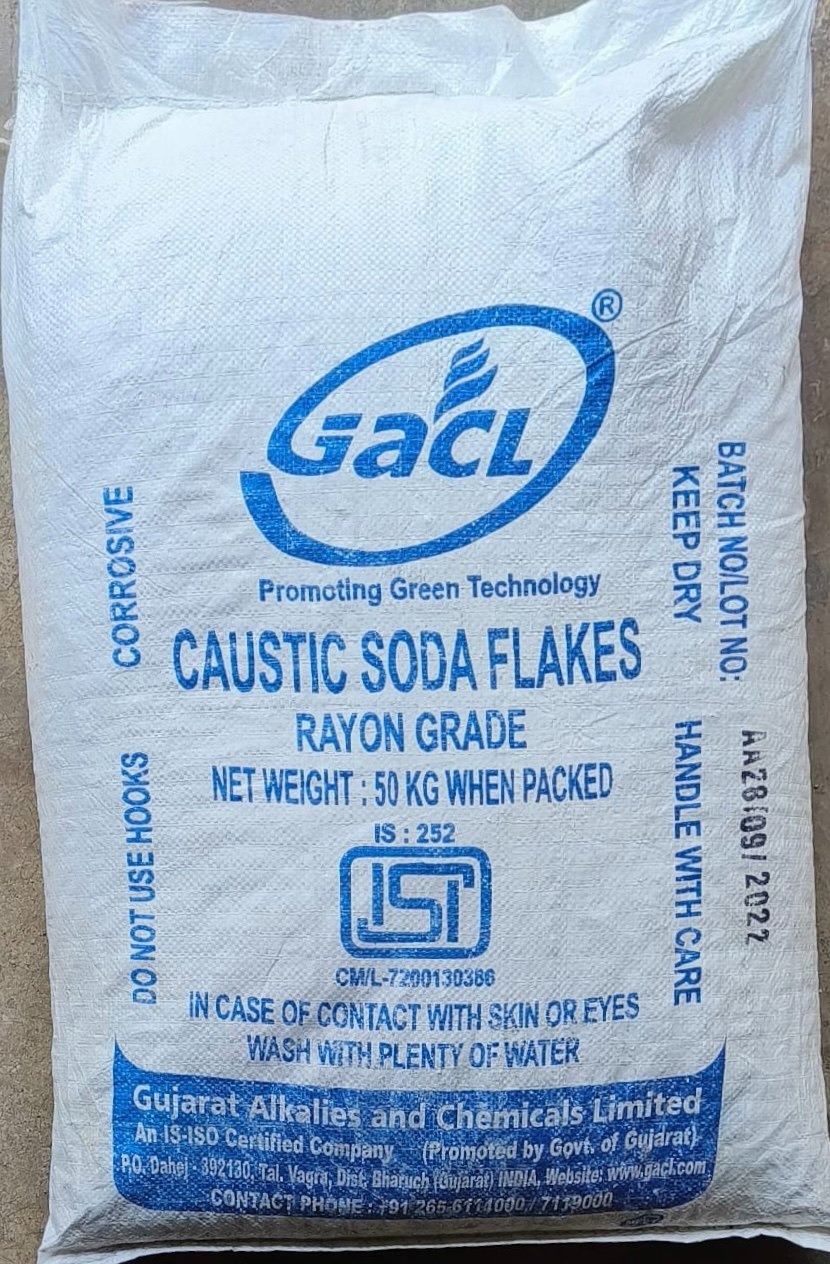 GACL ®
Promoting Green Technology
CAUSTIC SODA FLAKES
RAYON GRADE
NET WEIGHT : 50 KG WHEN PACKED
IS : 252
ISI
CM/L-7200130386
IN CASE OF CONTACT WITH SKIN OR EYES
WASH WITH PLENTY OF WATER
CORROSIVE
DO NOT USE HOOKS
KEEP DRY
HANDLE WITH CARE
BATCH NO/LOT NO:
AA28/09/2022
Gujarat Alkalies and Chemicals Limited
An IS-ISO Certified Company (Promoted by Govt. of Gujarat)
P.O. Dahej - 392130, Tal. Vagra, Dist. Bharuch (Gujarat) INDIA, Website: www.gacl.com
CONTACT PHONE : +91 265-6111000 / 7119000